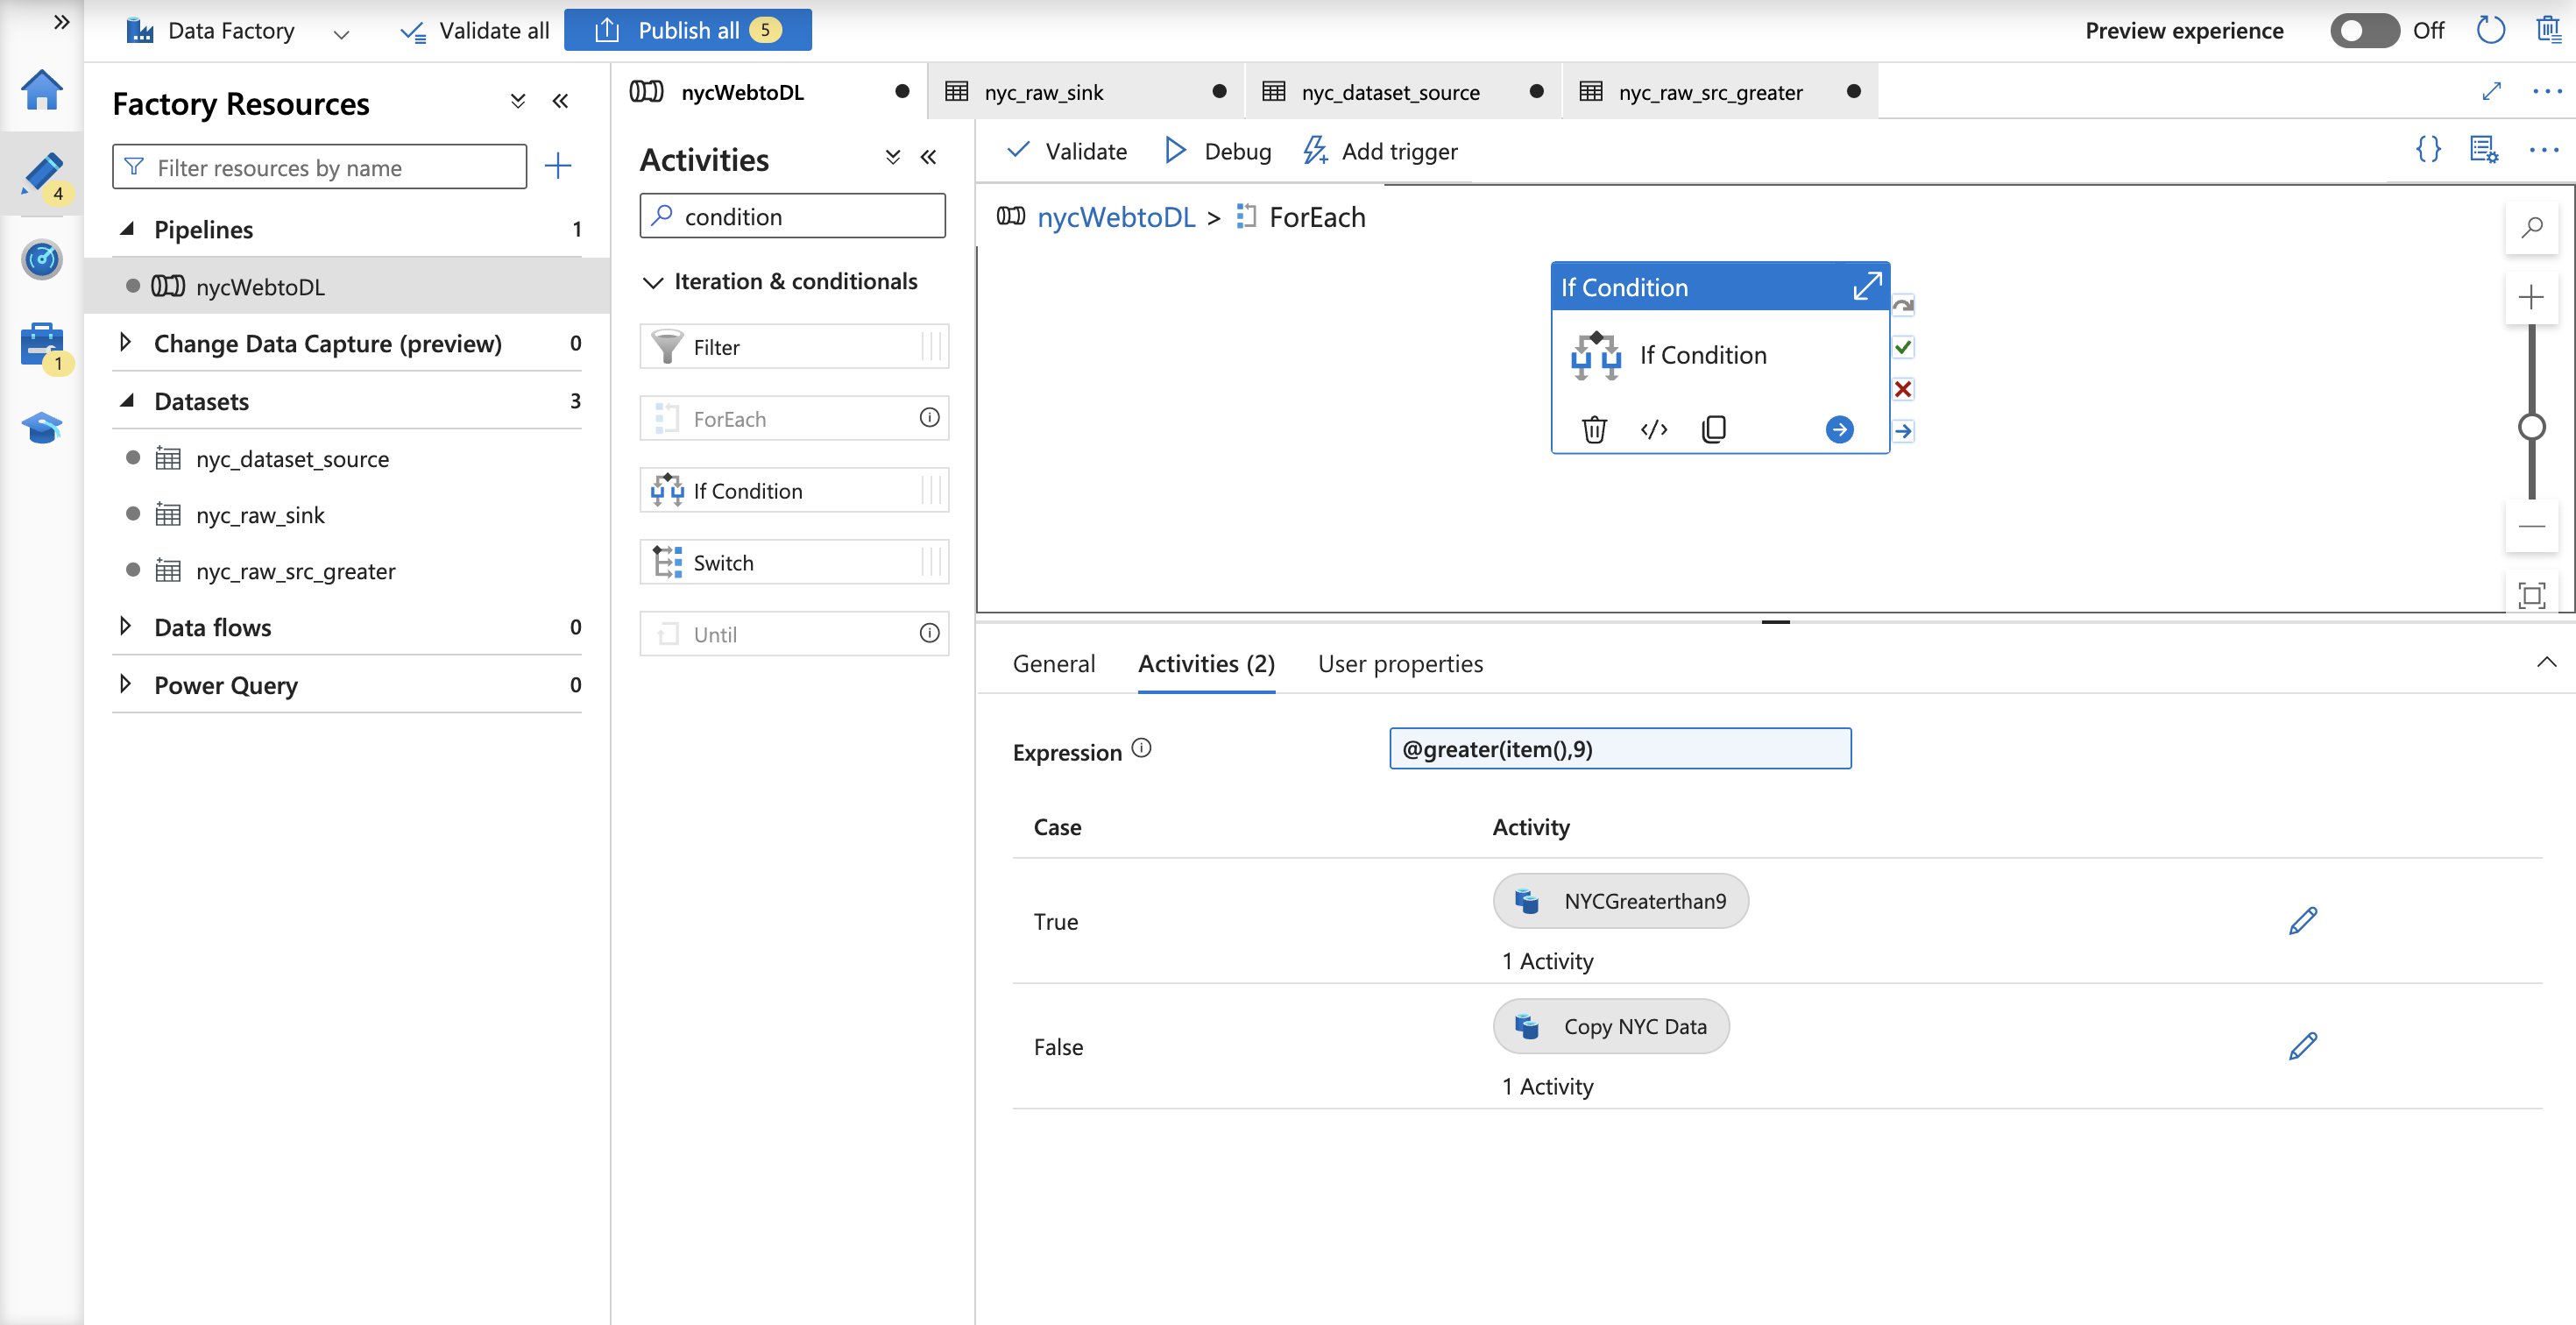 Data Factory
Validate all
Publish all 5
Preview experience
Off
4
1
Factory Resources
Filter resources by name
Pipelines 1
nycWebtoDL
Change Data Capture (preview) 0
Datasets 3
nyc_dataset_source
nyc_raw_sink
nyc_raw_src_greater
Data flows 0
Power Query 0
nycWebtoDL
nyc_raw_sink
nyc_dataset_source
nyc_raw_src_greater
Activities
condition
Iteration & conditionals
Filter
ForEach
If Condition
Switch
Until
Validate
Debug
Add trigger
nycWebtoDL > ForEach
If Condition
If Condition
General
Activities (2)
User properties
Expression
@greater(item(),9)
Case Activity
NYCGreaterthan9
True
1 Activity
Copy NYC Data
False
1 Activity